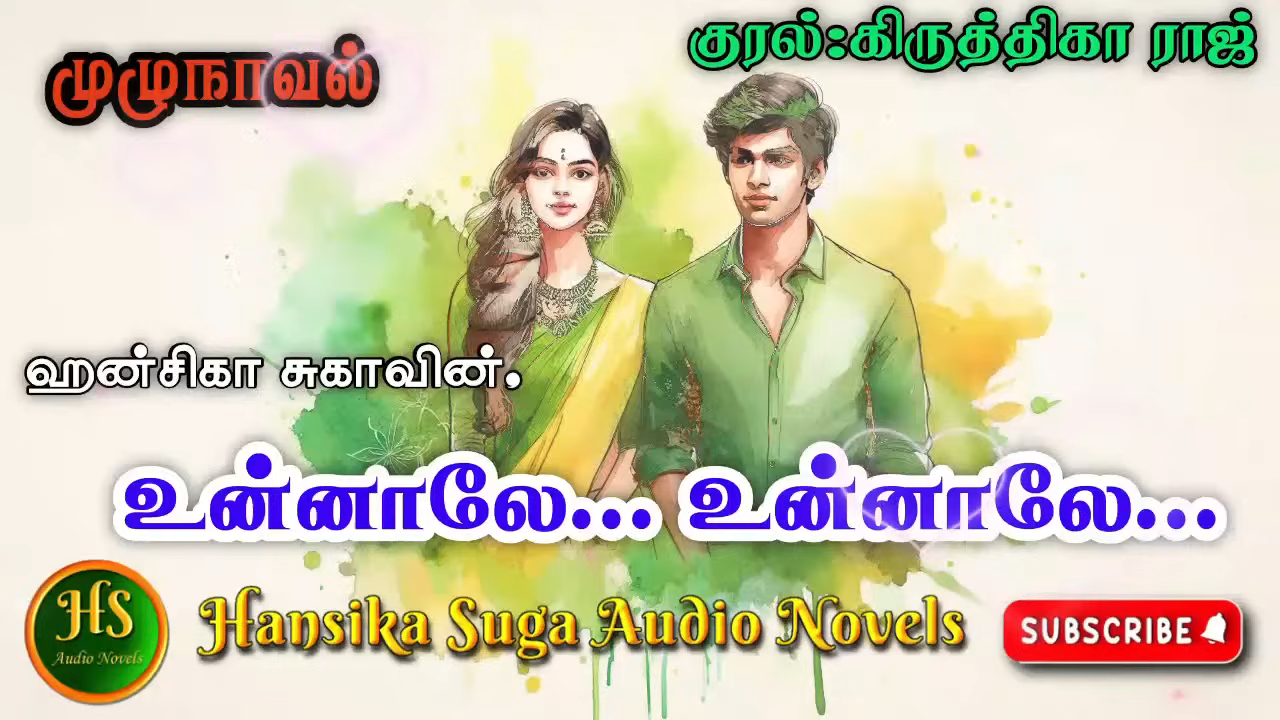 முழுநாவல்
குரல்:கிருத்திகா ராஜ்
ஹன்சிகா சுகாவின்.
உன்னாலே... உன்னாலே...
HS
Audio Novels
Hansika Suga Audio Novels
SUBSCRIBE